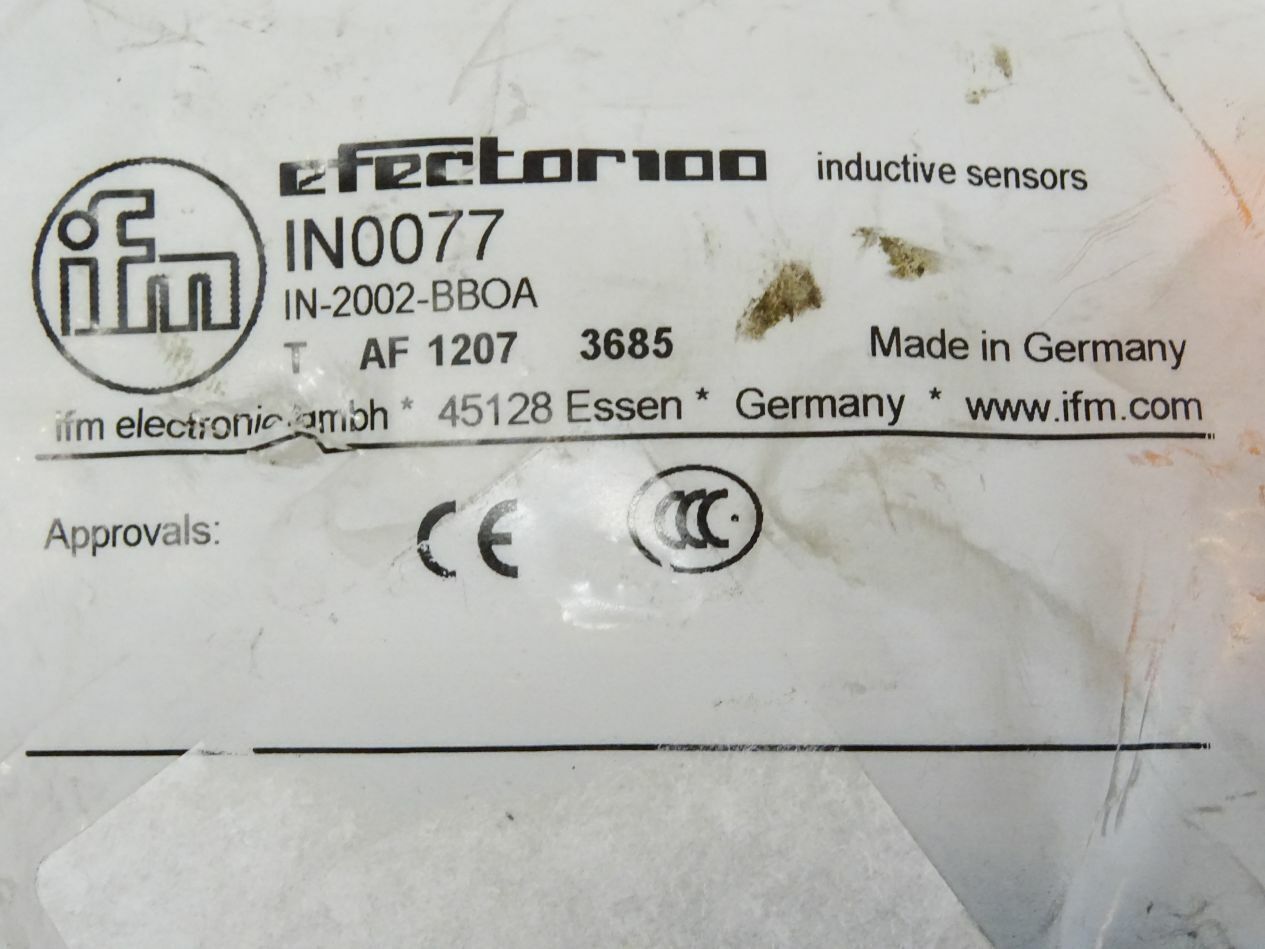 ifm
efector100 inductive sensors
IN0077
IN-2002-BBOA
T AF 1207 3685 Made in Germany
ifm electronic gmbh * 45128 Essen * Germany * www.ifm.com
Approvals: CE CCC